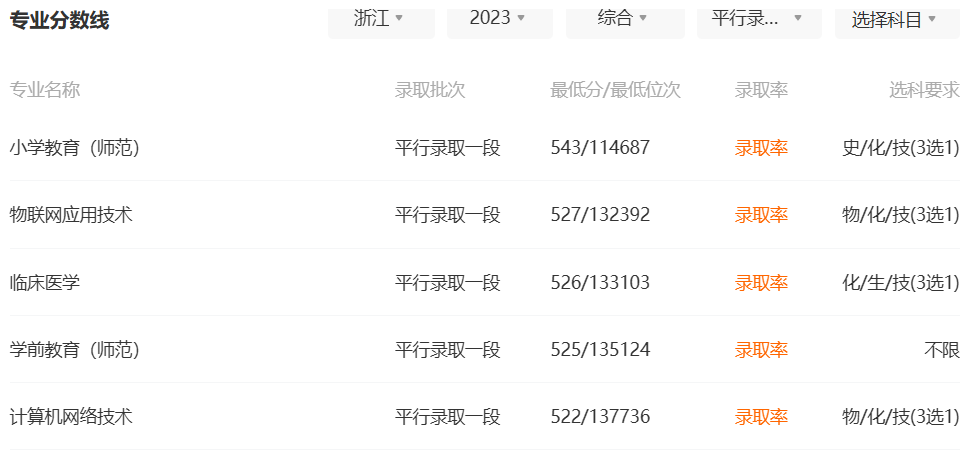 专业分数线 浙江 2023 综合 平行录... 选择科目
专业名称 录取批次 最低分/最低位次 录取率 选科要求
小学教育（师范） 平行录取一段 543/114687 录取率 史/化/技(3选1)
物联网应用技术 平行录取一段 527/132392 录取率 物/化/技(3选1)
临床医学 平行录取一段 526/133103 录取率 化/生/技(3选1)
学前教育（师范） 平行录取一段 525/135124 录取率 不限
计算机网络技术 平行录取一段 522/137736 录取率 物/化/技(3选1)